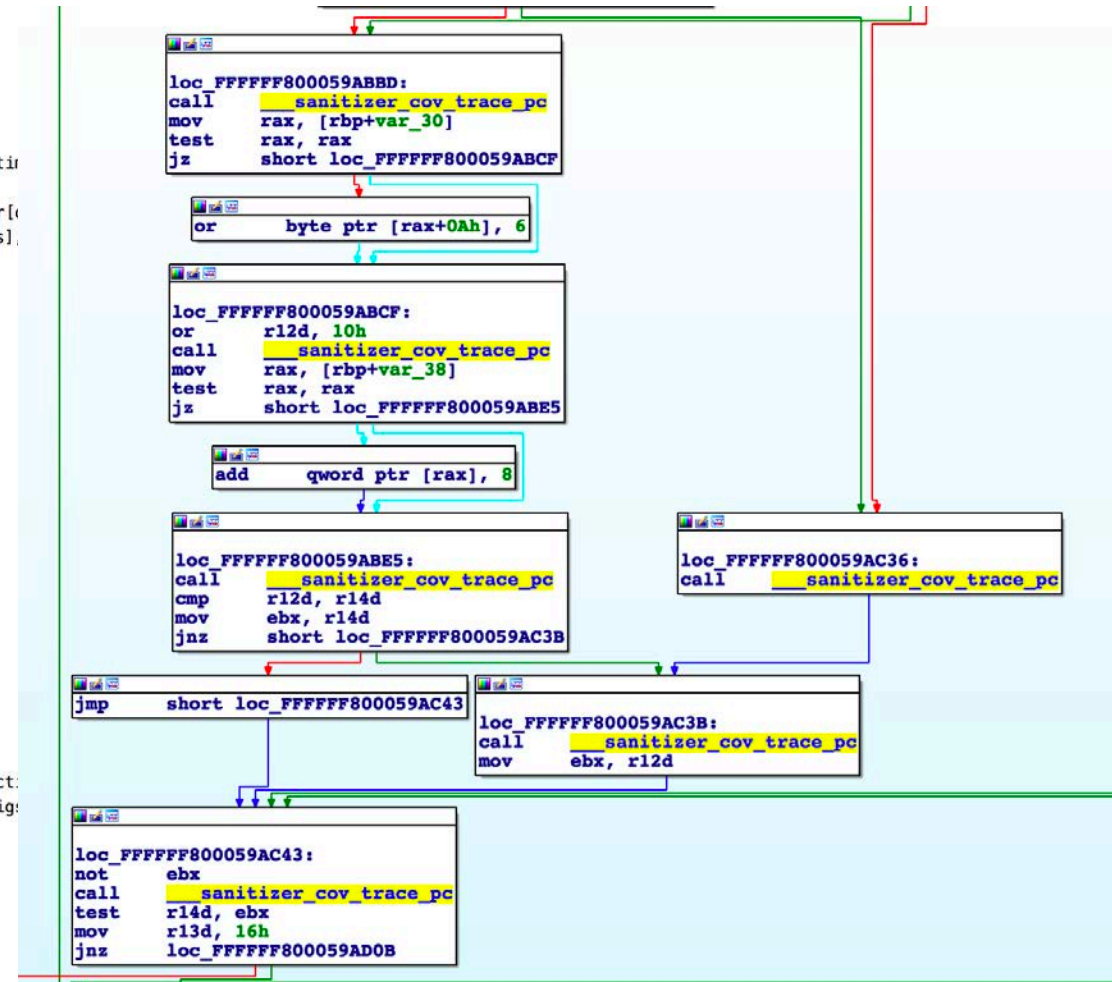 loc_FFFFFF800059ABBD:
call ___sanitizer_cov_trace_pc
mov rax, [rbp+var_30]
test rax, rax
jz short loc_FFFFFF800059ABCF
or byte ptr [rax+0Ah], 6
loc_FFFFFF800059ABCF:
or r12d, 10h
call ___sanitizer_cov_trace_pc
mov rax, [rbp+var_38]
test rax, rax
jz short loc_FFFFFF800059ABE5
add qword ptr [rax], 8
loc_FFFFFF800059ABE5:
call ___sanitizer_cov_trace_pc
cmp r12d, r14d
mov ebx, r14d
jnz short loc_FFFFFF800059AC3B
loc_FFFFFF800059AC36:
call ___sanitizer_cov_trace_pc
jmp short loc_FFFFFF800059AC43
loc_FFFFFF800059AC3B:
call ___sanitizer_cov_trace_pc
mov ebx, r12d
loc_FFFFFF800059AC43:
not ebx
call ___sanitizer_cov_trace_pc
test r14d, ebx
mov r13d, 16h
jnz loc_FFFFFF800059AD0B